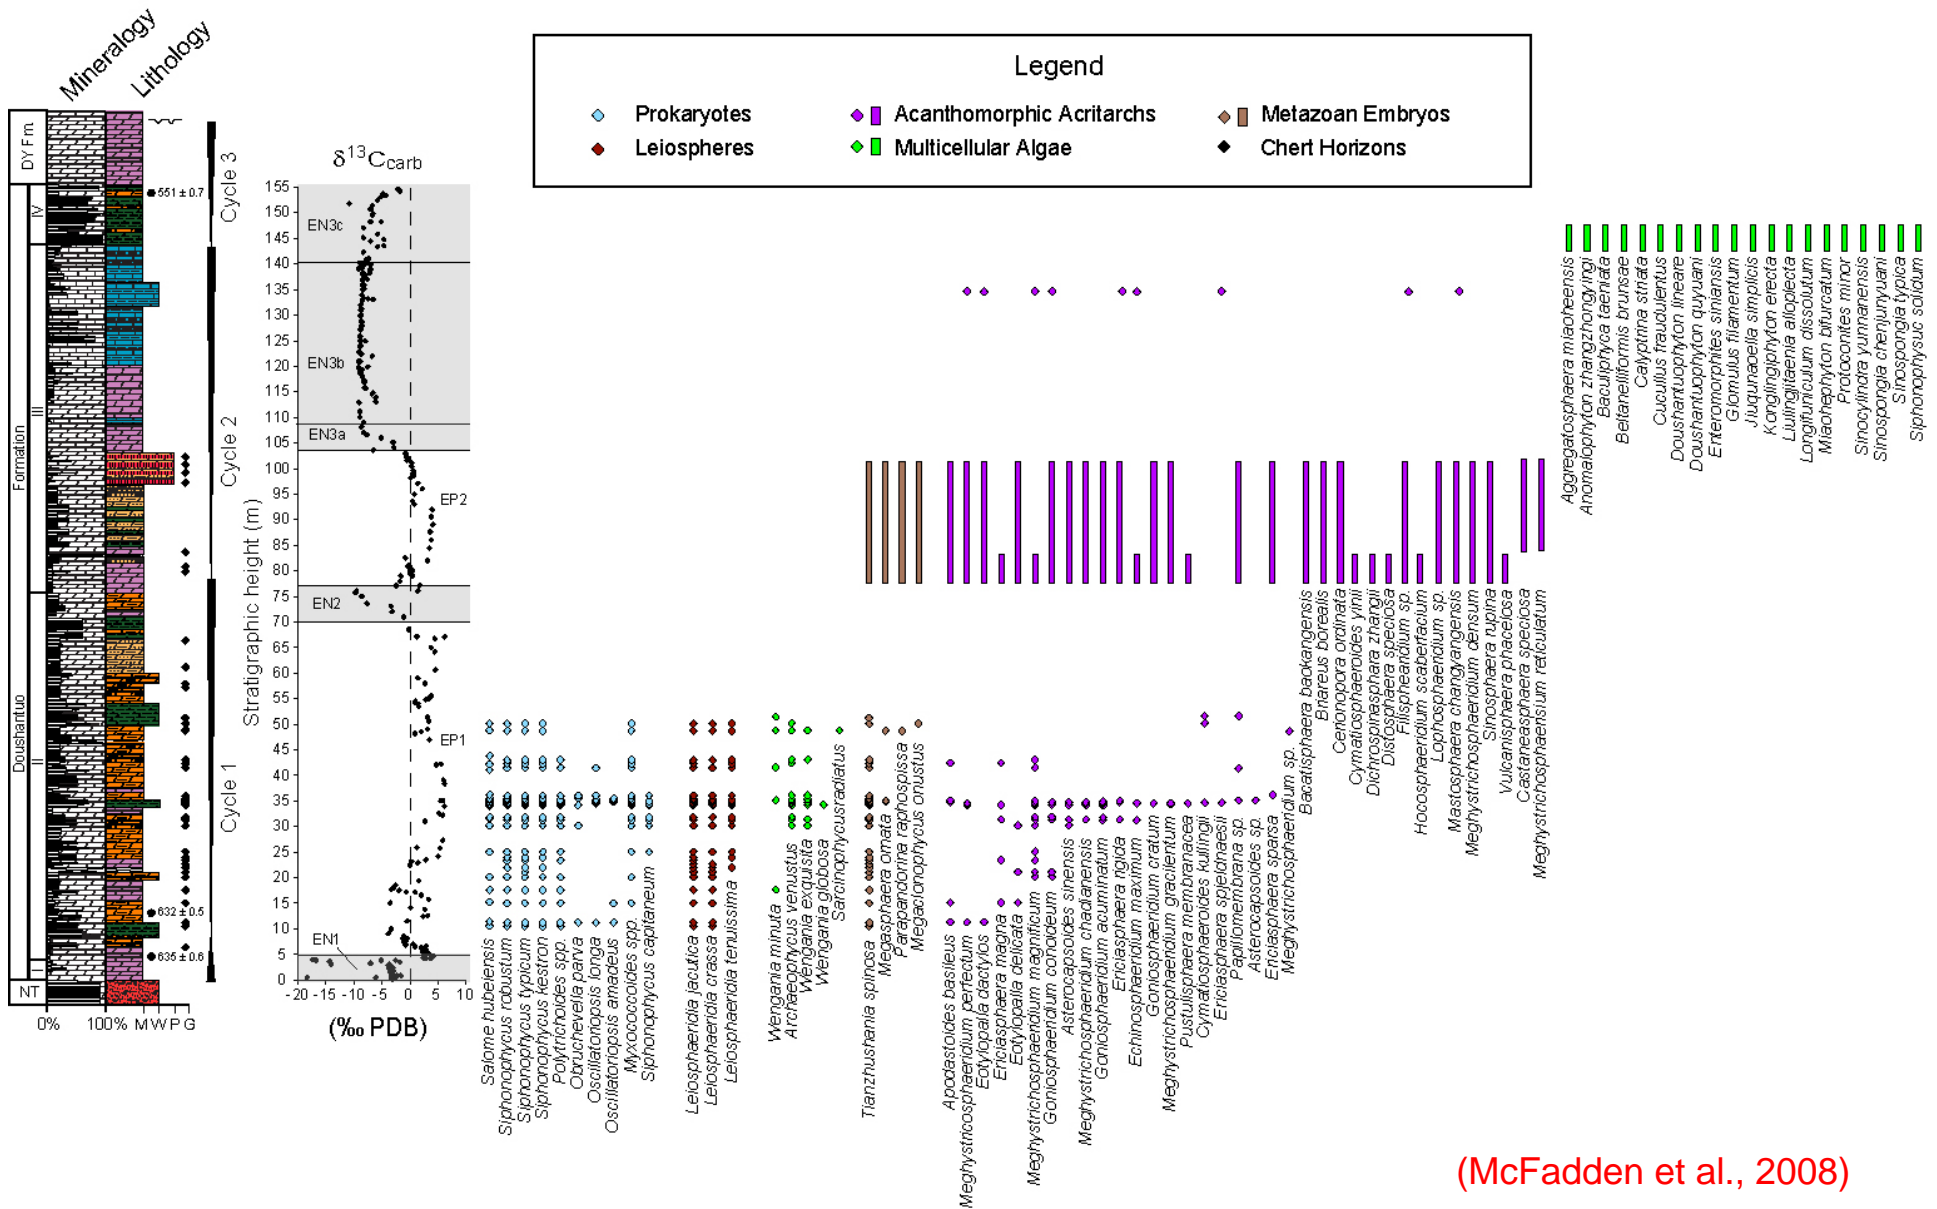 Mineralogy
Lithology
Legend
Prokaryotes
Acanthomorphic Acritarchs
Metazoan Embryos
Leiospheres
Multicellular Algae
Chert Horizons
DY Fm.
Formation
Doushantuo
NT
IV
III
II
I
551 ± 0.7
632 ± 0.5
635 ± 0.6
0%
100%
M W P G
Cycle 3
Cycle 2
Cycle 1
δ13Ccarb
Stratigraphic height (m)
155
150
145
140
135
130
125
120
115
110
105
100
95
90
85
80
75
70
65
60
55
50
45
40
35
30
25
20
15
10
5
0
-20 -15 -10 -5 0 5 10
(‰ PDB)
EN3c
EN3b
EN3a
EP2
EN2
EP1
EN1
Salome hubeiensis
Siphonophycus robustum
Siphonophycus typicum
Siphonophycus kestron
Polytrichoides spp.
Obruchevella parva
Oscillatoriopsis longa
Oscillatoriopsis amadeus
Myxococcoides spp.
Siphonophycus capitaneum
Leiosphaeridia jacutica
Leiosphaeridia crassa
Leiosphaeridia tenuissima
Wengania minuta
Archaeophycus venustus
Wengania exquisita
Wengania globosa
Sarcinophycusradiatus
Tianzhushania spinosa
Megasphaera ornata
Parapandorina raphospissa
Megaclonophycus onustus
Apodastoides basileus
Meghystricosphaeridium perfectum
Eotylopalla dactylos
Ericiasphaera magna
Eotylopalla delicata
Meghystrichosphaeridium magnificum
Goniosphaeridium conoideum
Asterocapsoides sinensis
Meghystrichosphaeridium chadianensis
Goniosphaeridium acuminatum
Ericiasphaera rigida
Echinosphaeridium maximum
Goniosphaeridium cratum
Meghystrichosphaeridium gracilentum
Pustulisphaera membranacea
Cymatiosphaeroides kullingii
Ericiasphaera spjeldnaesii
Papillomembrana sp.
Asterocapsoides sp.
Ericiasphaera sparsa
Meghystrichosphaeridium sp.
Bacatisphaera baokangensis
Briareus borealis
Cerionopora ordinata
Cymatiosphaeroides yinii
Dichrospinasphara zhangii
Distosphaera speciosa
Filisphearidium sp.
Hocosphaeridium scaberfacium
Lophosphaeridium sp.
Mastosphaera changyangensis
Meghystrichosphaeridium densum
Sinosphaera rupina
Vulcanisphaera phacelosa
Castaneasphaera speciosa
Meghystrichosphaensium reticulatum
Aggregatosphaera miaoheensis
Anomalophyton zhangzhongyingi
Baculiphyca taeniata
Beltanelliformis brunsae
Calyptrina striata
Cucullus fraudulentus
Doushantuophyton lineare
Doushantuophyton quyuani
Enteromorphites siniansis
Glomulus filamentum
Jiuqunaoella simplicis
Konglingiphyton erecta
Liulingjitaenia alloplecta
Longifuniculum dissolutum
Miaohephyton bifurcatum
Protoconites minor
Sinocylindra yunnanensis
Sinospongia chenjunyuani
Sinospongia typica
Siphonophysuc solidum
(McFadden et al., 2008)